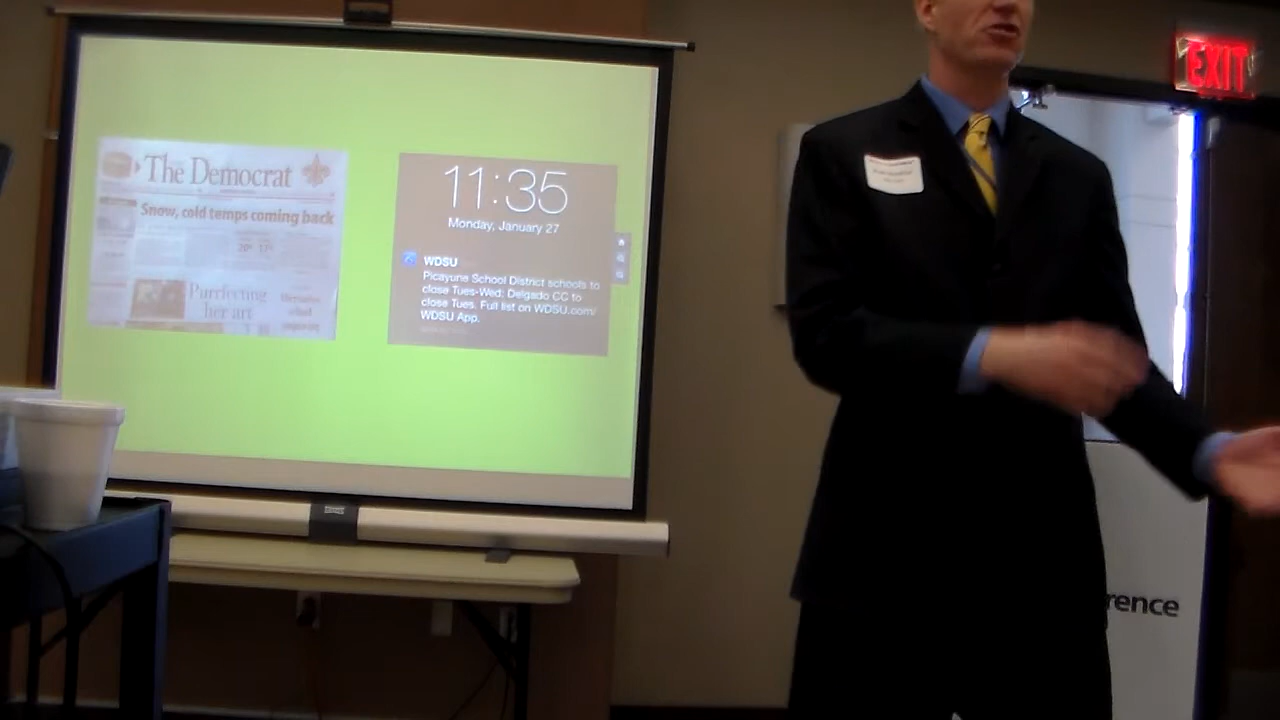 The Democrat
Snow, cold temps coming back
20° 17°
Purrfecting
her art
11:35
Monday, January 27
WDSU
Picayune School District schools to
close Tues-Wed; Delgado CC to
close Tues. Full list on WDSU.com/
WDSU App.
EXIT
rence